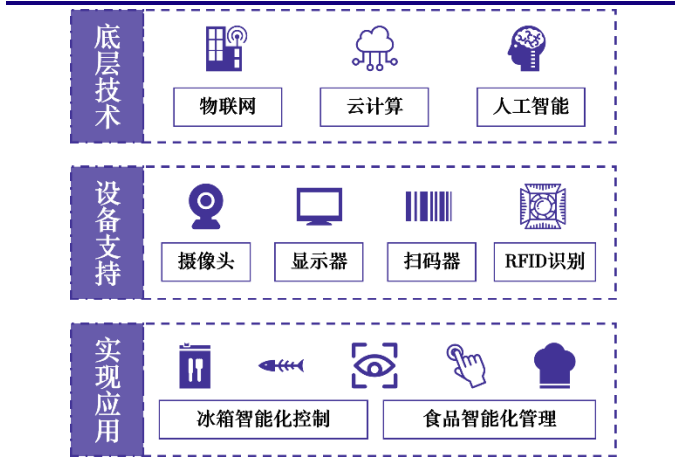 底层技术
物联网
云计算
人工智能
设备支持
摄像头
显示器
扫码器
RFID识别
实现应用
冰箱智能化控制
食品智能化管理